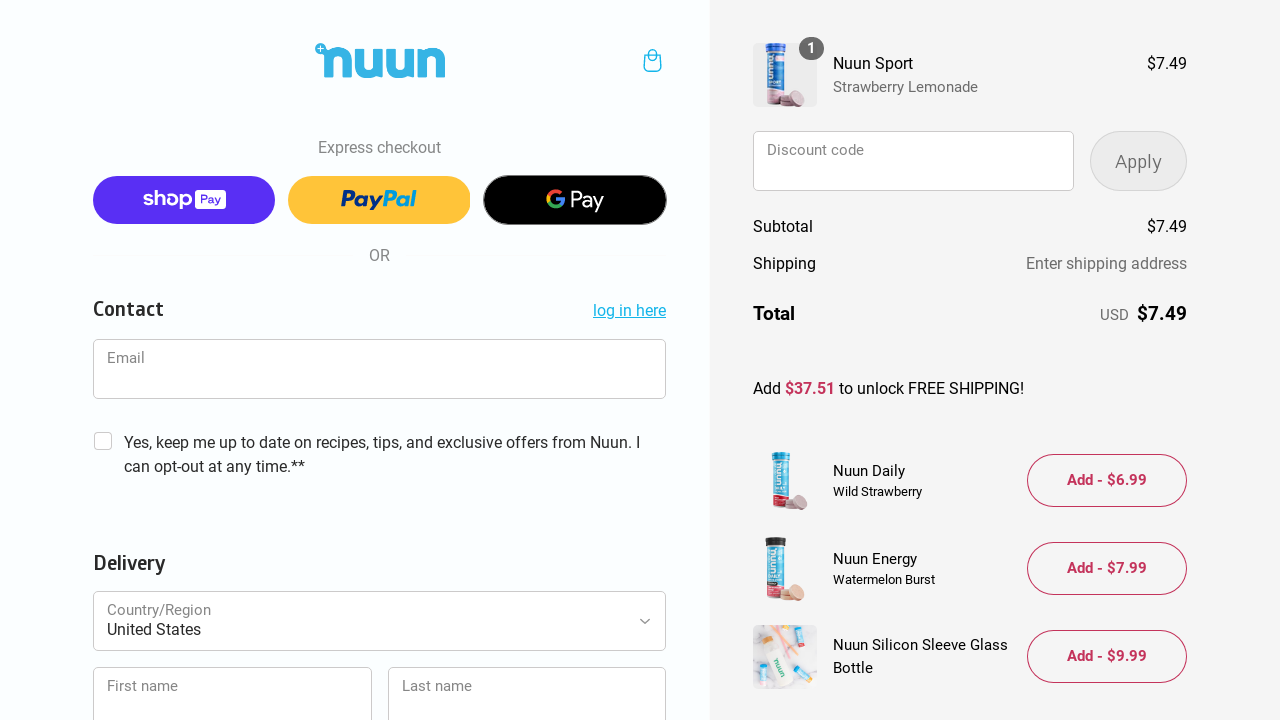 nuun
Express checkout
shop Pay
PayPal
G Pay
OR
Contact
log in here
Email
Yes, keep me up to date on recipes, tips, and exclusive offers from Nuun. I
can opt-out at any time.**
Delivery
Country/Region
United States
First name
Last name
1
nuun
Nuun Sport
$7.49
Strawberry Lemonade
Discount code
Apply
Subtotal
$7.49
Shipping
Enter shipping address
Total
USD $7.49
Add $37.51 to unlock FREE SHIPPING!
nuun
Nuun Daily
Wild Strawberry
Add - $6.99
nuun
Nuun Energy
Watermelon Burst
Add - $7.99
nuun
Nuun Silicon Sleeve Glass
Bottle
Add - $9.99